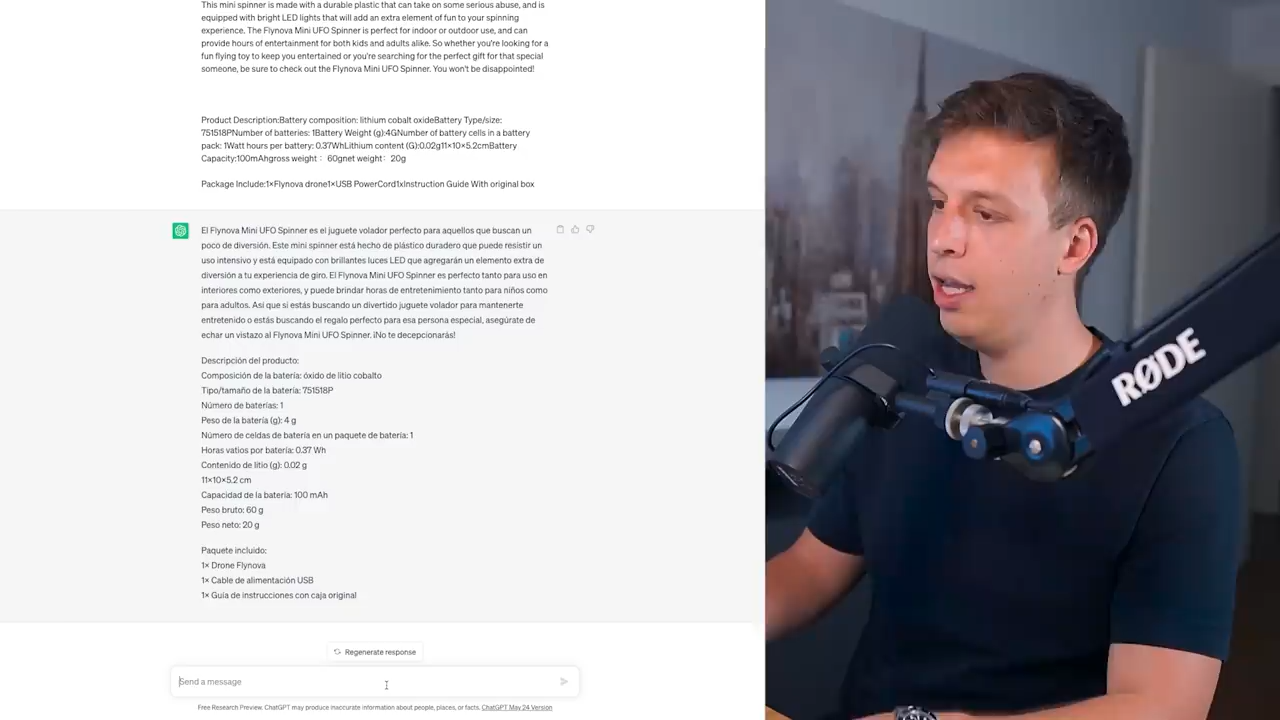 This mini spinner is made with a durable plastic that can take on some serious abuse, and is
equipped with bright LED lights that will add an extra element of fun to your spinning
experience. The Flynova Mini UFO Spinner is perfect for indoor or outdoor use, and can
provide hours of entertainment for both kids and adults alike. So whether you're looking for a
fun flying toy to keep you entertained or you're searching for the perfect gift for that special
someone, be sure to check out the Flynova Mini UFO Spinner. You won't be disappointed!
Product Description:Battery composition: lithium cobalt oxideBattery Type/size:
751518PNumber of batteries: 1Battery Weight (g):4GNumber of battery cells in a battery
pack: 1Watt hours per battery: 0.37WhLithium content (G):0.02g11×10×5.2cmBattery
Capacity:100mAhgross weight： 60gnet weight： 20g
Package Include:1×Flynova drone1×USB PowerCord1xInstruction Guide With original box
El Flynova Mini UFO Spinner es el juguete volador perfecto para aquellos que buscan un
poco de diversión. Este mini spinner está hecho de plástico duradero que puede resistir un
uso intensivo y está equipado con brillantes luces LED que agregarán un elemento extra de
diversión a tu experiencia de giro. El Flynova Mini UFO Spinner es perfecto tanto para uso en
interiores como exteriores, y puede brindar horas de entretenimiento tanto para niños como
para adultos. Así que si estás buscando un divertido juguete volador para mantenerte
entretenido o estás buscando el regalo perfecto para esa persona especial, asegúrate de
echar un vistazo al Flynova Mini UFO Spinner. ¡No te decepcionarás!
Descripción del producto:
Composición de la batería: óxido de litio cobalto
Tipo/tamaño de la batería: 751518P
Número de baterías: 1
Peso de la batería (g): 4 g
Número de celdas de batería en un paquete de batería: 1
Horas vatios por batería: 0.37 Wh
Contenido de litio (g): 0.02 g
11×10×5.2 cm
Capacidad de la batería: 100 mAh
Peso bruto: 60 g
Peso neto: 20 g
Paquete incluido:
1× Drone Flynova
1× Cable de alimentación USB
1× Guía de instrucciones con caja original
Regenerate response
Send a message
Free Research Preview. ChatGPT may produce inaccurate information about people, places, or facts. ChatGPT May 24 Version
RØDE